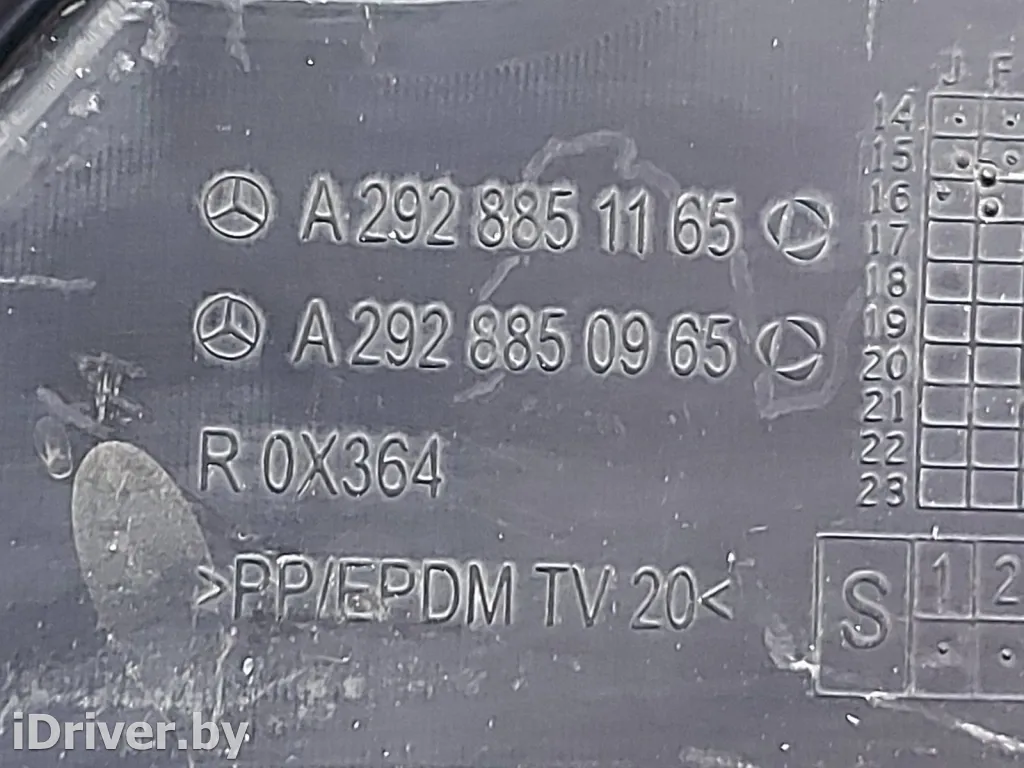 A 292 885 11 65
A 292 885 09 65
R 0X364
>PP/EPDM TV 20<
J F
14
15
16
17
18
19
20
21
22
23
S 1 2
iDriver.by